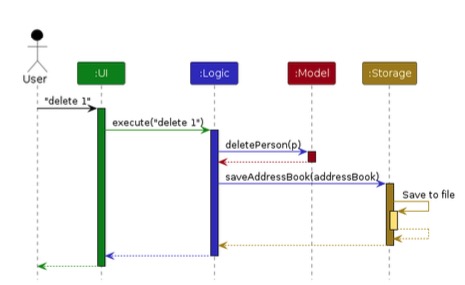 User
:UI
:Logic
:Model
:Storage
"delete 1"
execute("delete 1")
deletePerson(p)
saveAddressBook(addressBook)
Save to file